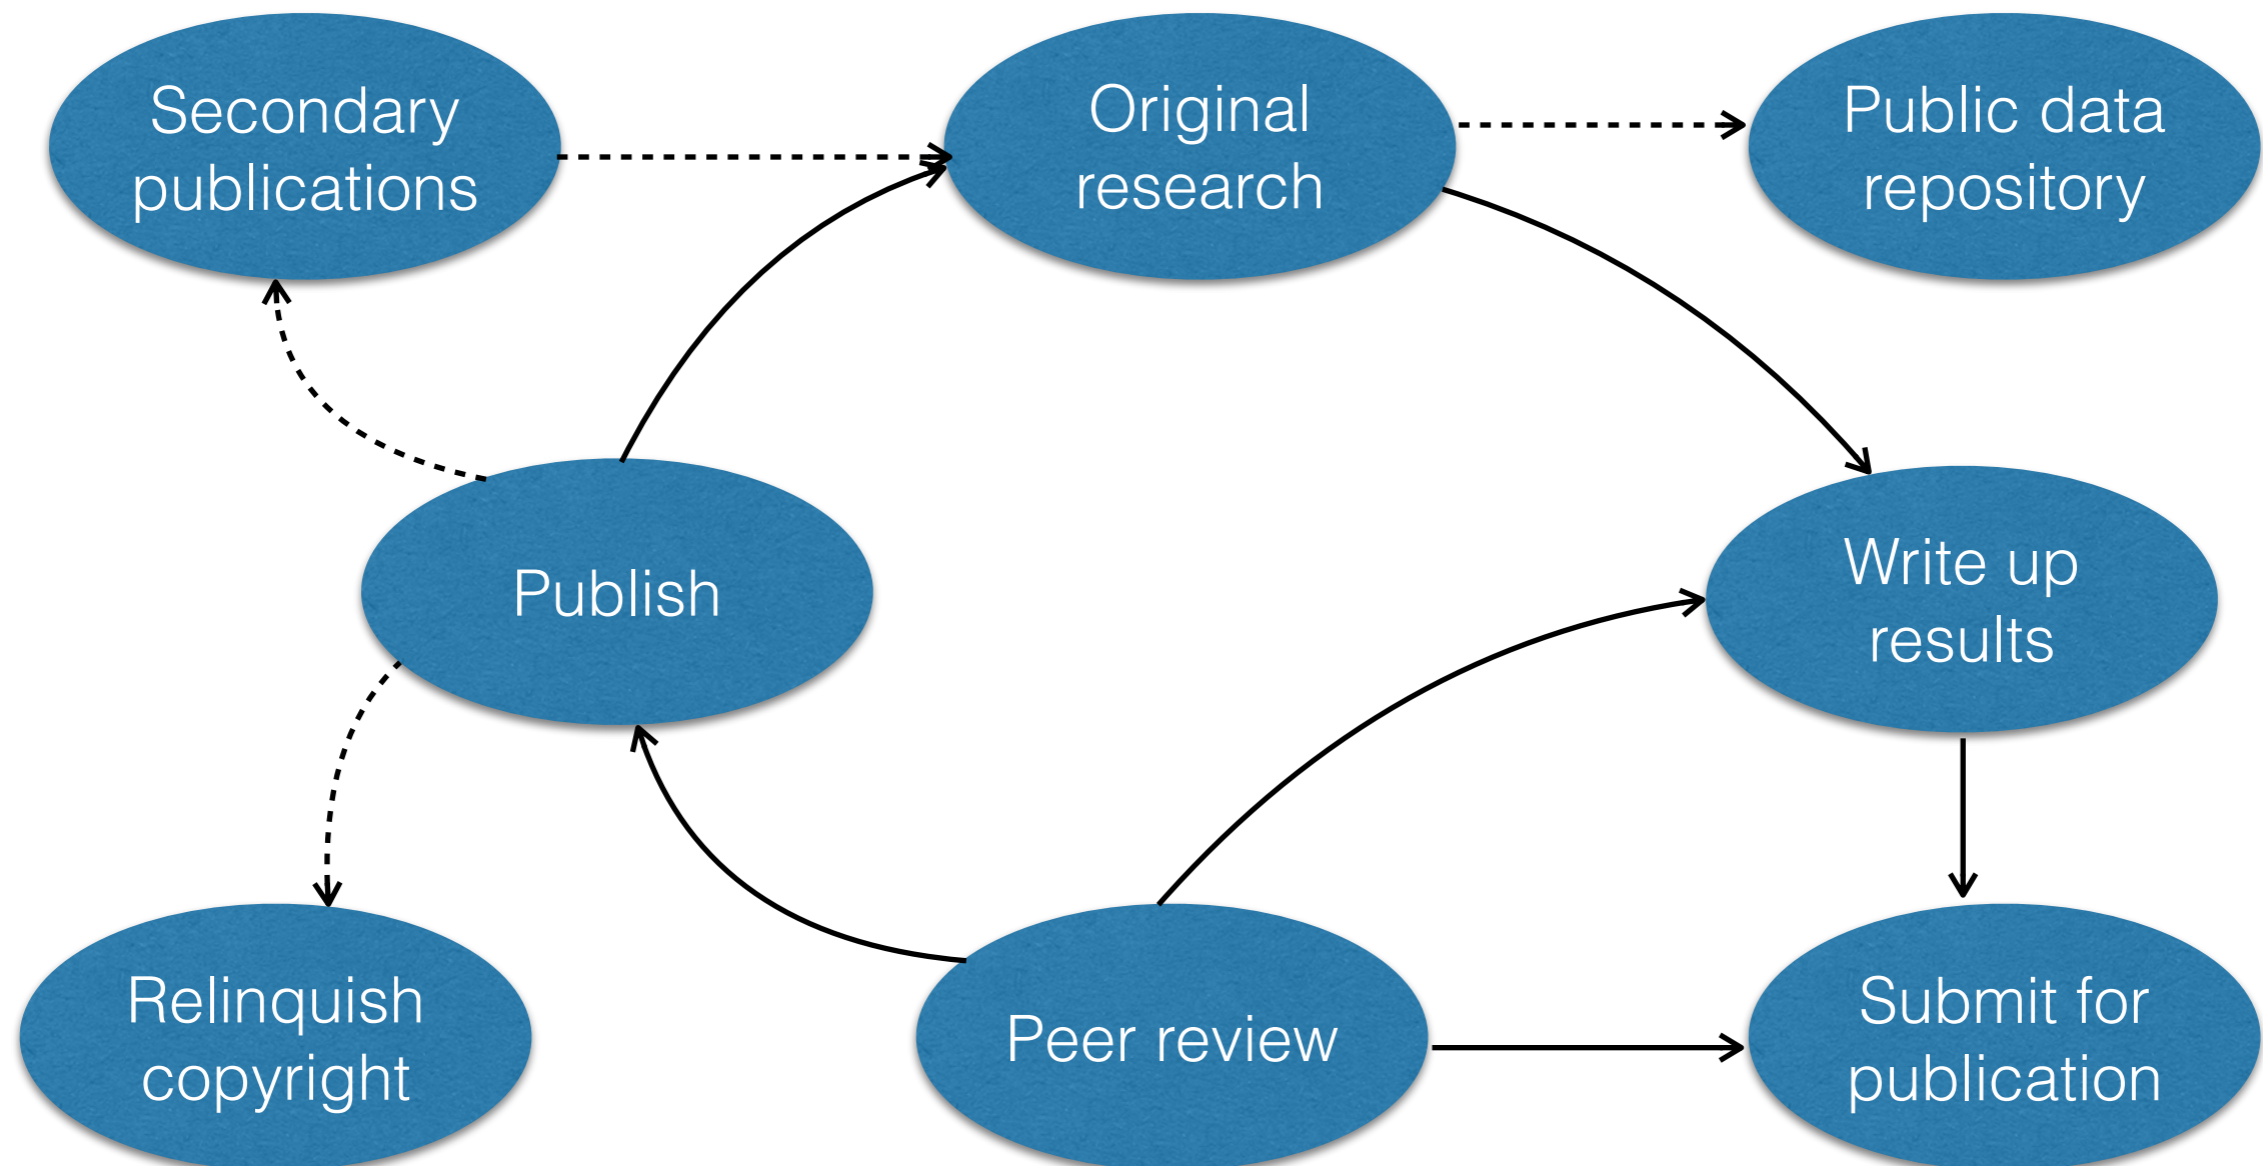 Secondary
publications
Original
research
Public data
repository
Publish
Write up
results
Relinquish
copyright
Peer review
Submit for
publication